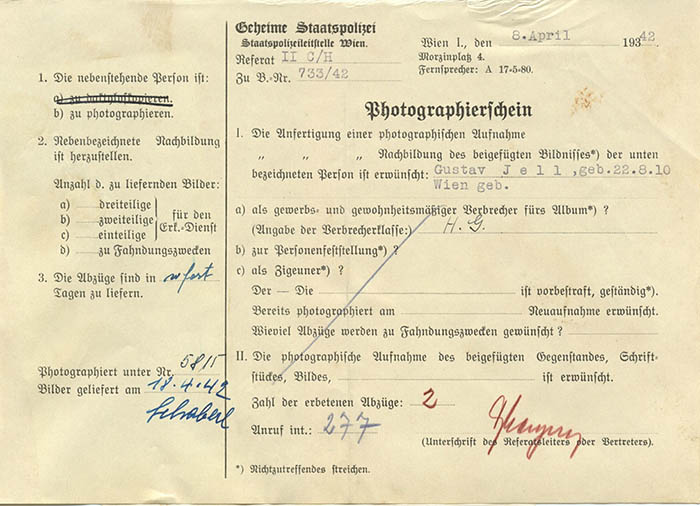 1. Die nebenstehende Person ist:
a) zu daktyloskopieren.
b) zu photographieren.
2. Nebenbezeichnete Nachbildung
ist herzustellen.
Anzahl d. zu liefernden Bilder:
a) dreiteilige
b) zweiteilige
c) einteilige
d) zu Fahndungszwecken
für den
Erk.-Dienst
3. Die Abzüge sind in
Tagen zu liefern.
Photographiert unter Nr. 5815
Bilder geliefert am 18.4.42
Geheime Staatspolizei
Staatspolizeileitstelle Wien.
Referat II C/H
Zu B.-Nr. 733/42
Wien I., den 8.April 1942
Morzinplatz 4.
Fernsprecher: A 17-5-80.
Photographierschein
I. Die Anfertigung einer photographischen Aufnahme
„ „ „ Nachbildung des beigefügten Bildnisses*) der unten
bezeichneten Person ist erwünscht: Gustav Jell,geb.22.8.10
Wien geb.
a) als gewerbs- und gewohnheitsmäßiger Verbrecher fürs Album*) ?
(Angabe der Verbrecherklasse:) H. G.
b) zur Personenfeststellung*) ?
c) als Zigeuner*) ?
Der — Die ist vorbestraft, geständig*).
Bereits photographiert am Neuaufnahme erwünscht.
Wieviel Abzüge werden zu Fahndungszwecken gewünscht ?
II. Die photographische Aufnahme des beigefügten Gegenstandes, Schrift-
stückes, Bildes, ist erwünscht.
Zahl der erbetenen Abzüge: 2
Anruf int.: 277
(Unterschrift des Referatsleiters oder Vertreters).
*) Nichtzutreffendes streichen.